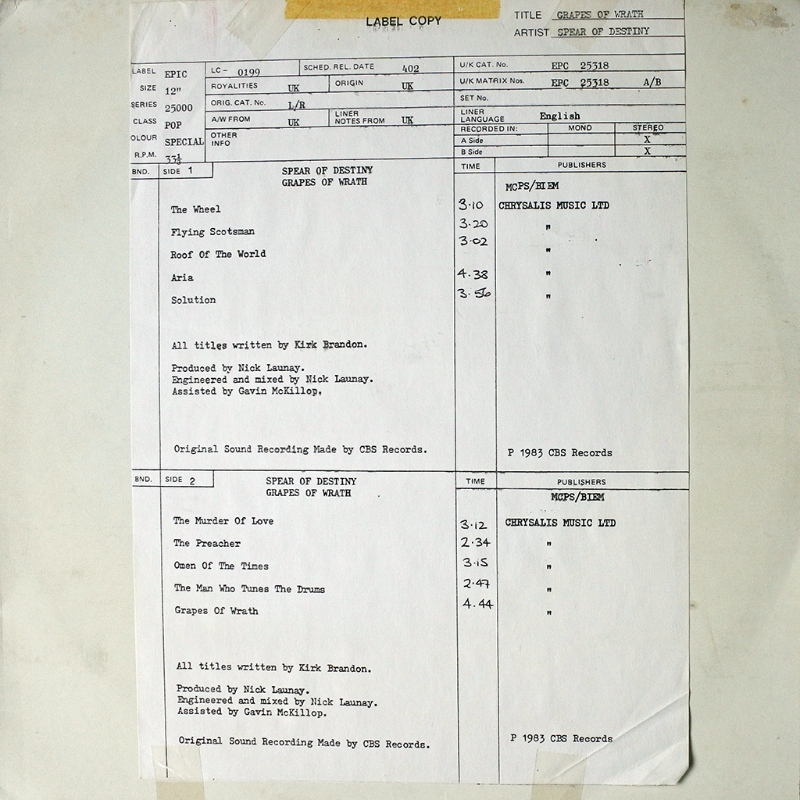 LABEL COPY
TITLE GRAPES OF WRATH
ARTIST SPEAR OF DESTINY
LABEL EPIC
SIZE 12"
SERIES 25000
CLASS POP
OLOUR SPECIAL
R.P.M. 33⅓
LC- 0199 SCHED. REL. DATE 402
ROYALITIES UK ORIGIN UK
ORIG. CAT. No. L/R
A/W FROM UK LINER NOTES FROM UK
OTHER INFO
U/K CAT. No. EPC 25318
U/K MATRIX Nos. EPC 25318 A/B
SET No.
LINER LANGUAGE English
RECORDED IN: MONO STEREO
A Side X
B Side X
BND. SIDE 1 SPEAR OF DESTINY TIME PUBLISHERS
GRAPES OF WRATH
MCPS/BIEM
The Wheel 3·10 CHRYSALIS MUSIC LTD
Flying Scotsman 3·20 "
Roof Of The World 3·02 "
Aria 4·38 "
Solution 3·56 "
All titles written by Kirk Brandon.
Produced by Nick Launay.
Engineered and mixed by Nick Launay.
Assisted by Gavin McKillop.
Original Sound Recording Made by CBS Records. P 1983 CBS Records
BND. SIDE 2 SPEAR OF DESTINY TIME PUBLISHERS
GRAPES OF WRATH MCPS/BIEM
The Murder Of Love 3·12 CHRYSALIS MUSIC LTD
The Preacher 2·34 "
Omen Of The Times 3·15 "
The Man Who Tunes The Drums 2·47 "
Grapes Of Wrath 4.44 "
All titles written by Kirk Brandon.
Produced by Nick Launay.
Engineered and mixed by Nick Launay.
Assisted by Gavin McKillop.
Original Sound Recording Made by CBS Records. P 1983 CBS Records